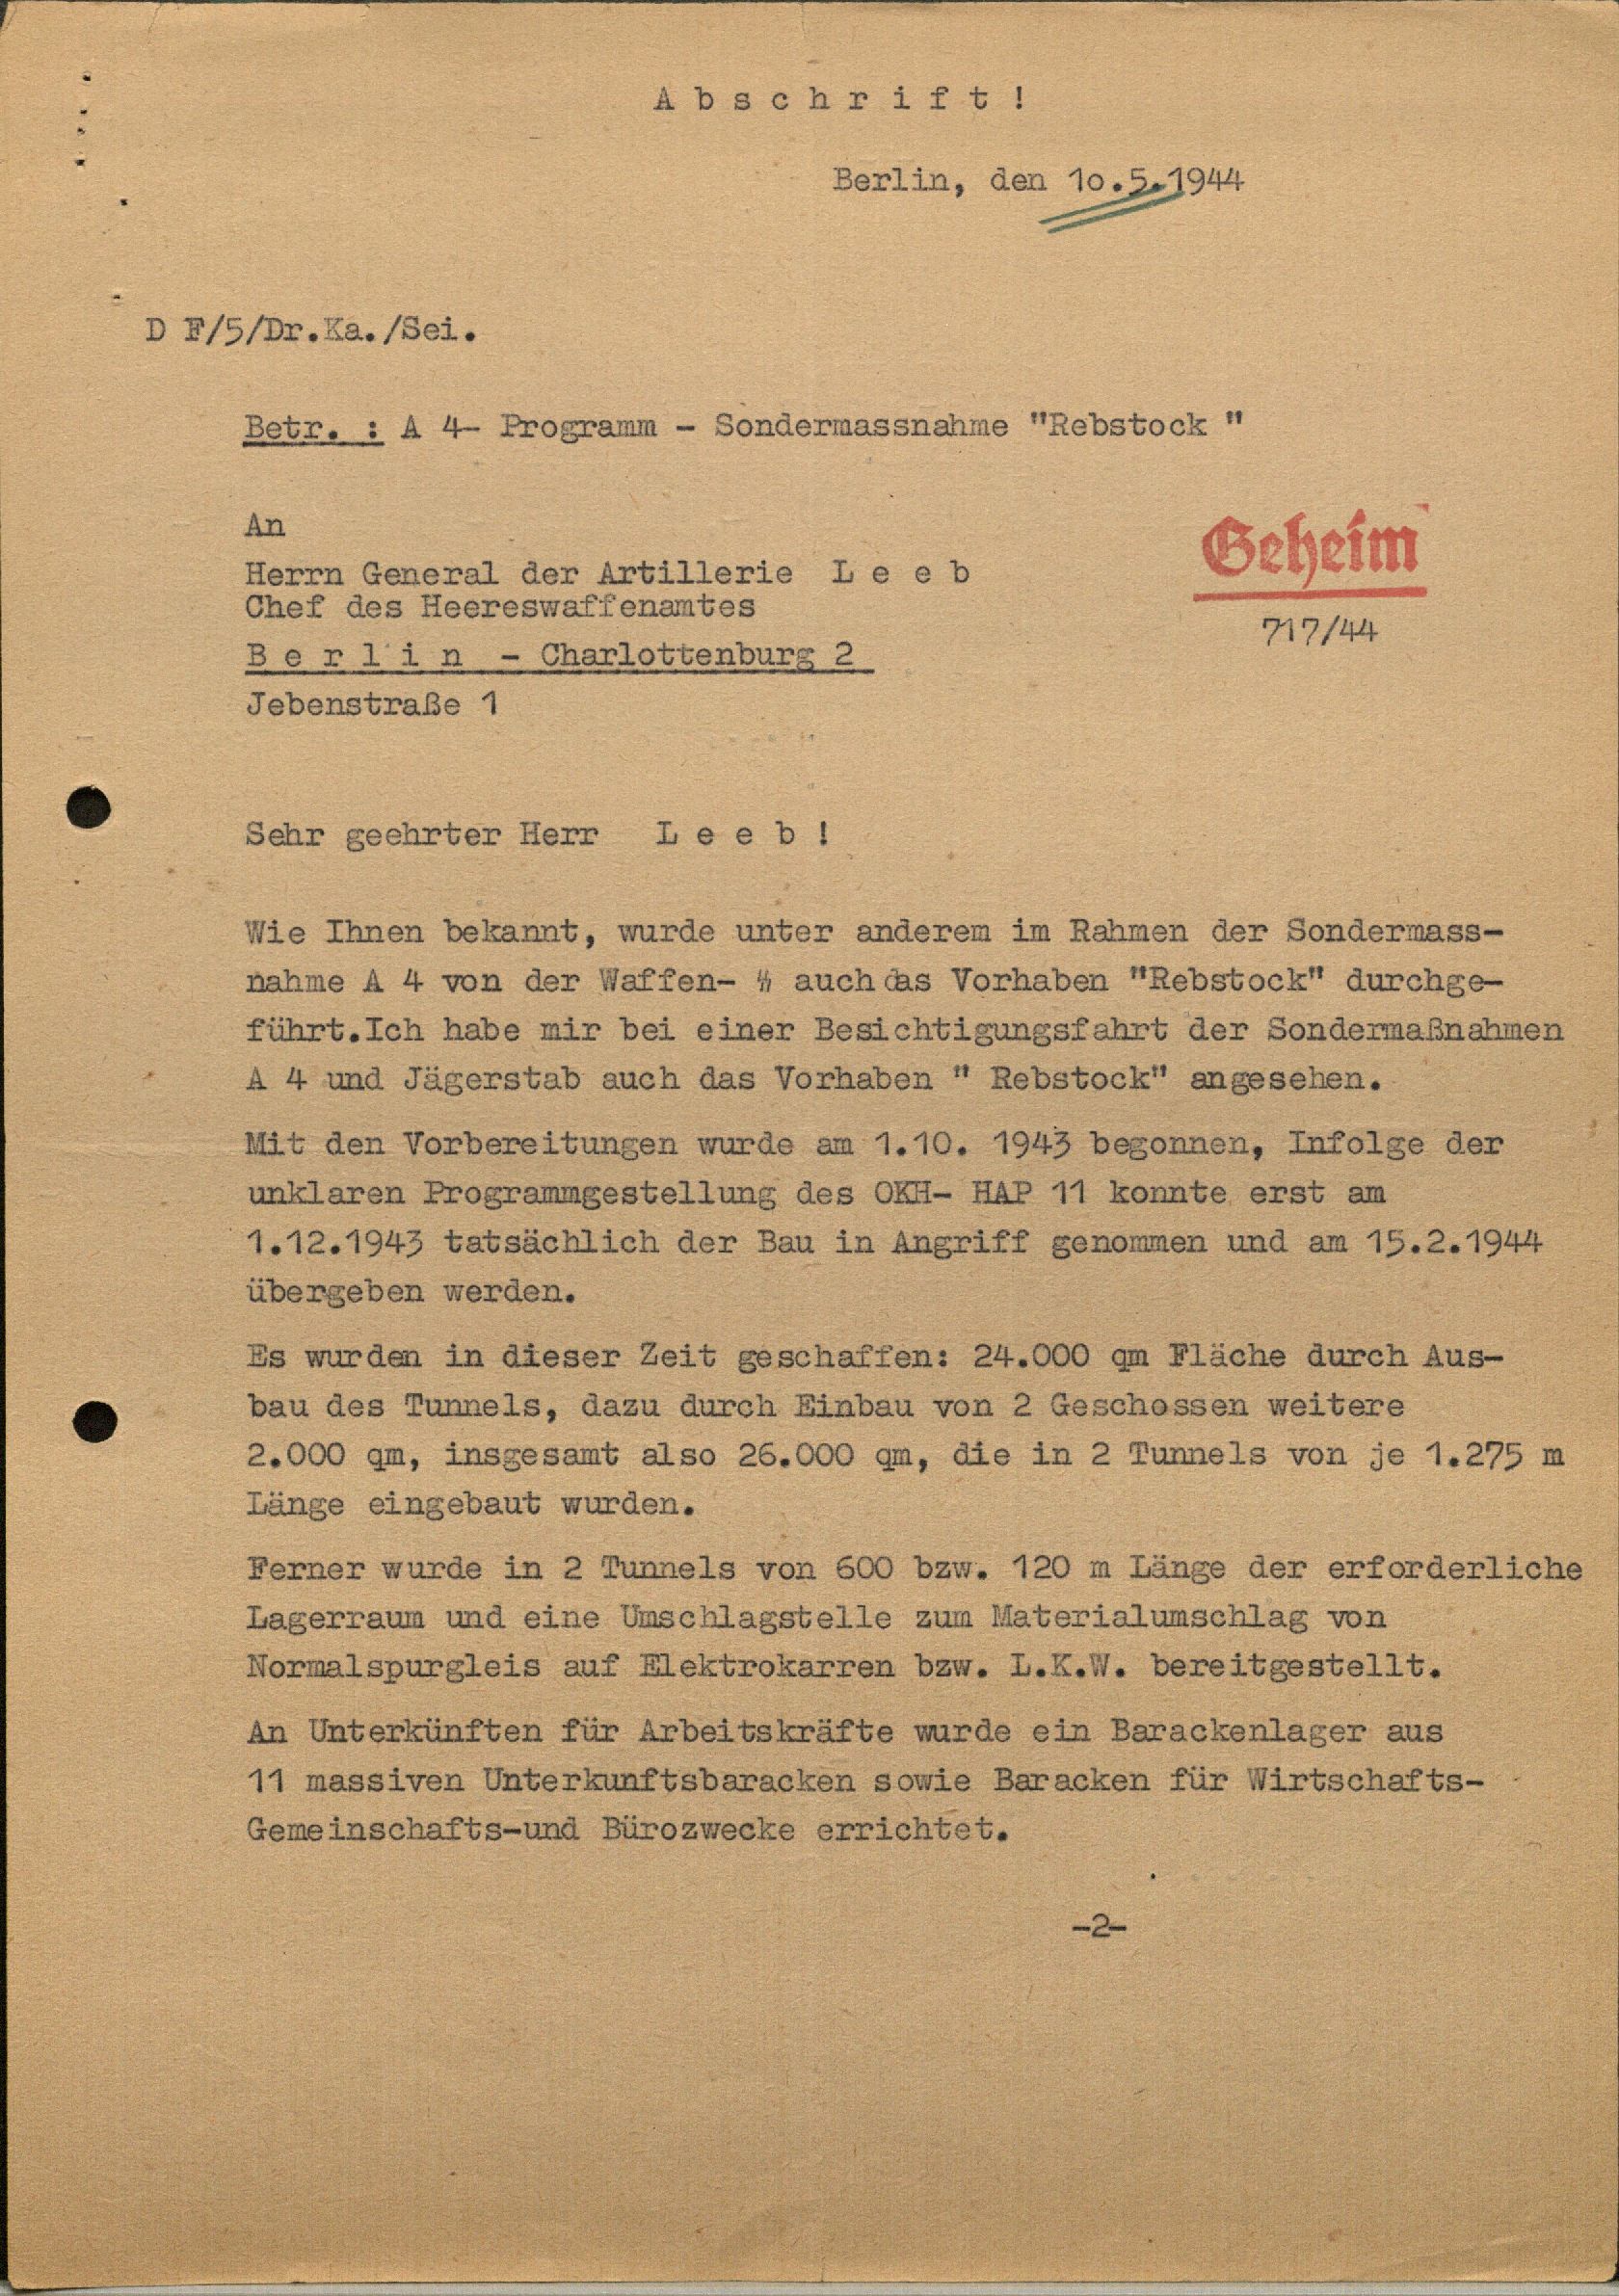 A b s c h r i f t !
Berlin, den 1o.5.1944
D F/5/Dr.Ka./Sei.
Betr. : A 4- Programm - Sondermassnahme "Rebstock "
An
Herrn General der Artillerie L e e b
Chef des Heereswaffenamtes
B e r l i n - Charlottenburg 2
Jebenstraße 1
Geheim
717/44
Sehr geehrter Herr L e e b !
Wie Ihnen bekannt, wurde unter anderem im Rahmen der Sondermass-
nahme A 4 von der Waffen- ᛋᛋ auch das Vorhaben "Rebstock" durchge-
führt.Ich habe mir bei einer Besichtigungsfahrt der Sondermaßnahmen
A 4 und Jägerstab auch das Vorhaben " Rebstock" angesehen.
Mit den Vorbereitungen wurde am 1.10. 1943 begonnen, Infolge der
unklaren Programmgestellung des OKH- HAP 11 konnte erst am
1.12.1943 tatsächlich der Bau in Angriff genommen und am 15.2.1944
übergeben werden.
Es wurden in dieser Zeit geschaffen: 24.000 qm Fläche durch Aus-
bau des Tunnels, dazu durch Einbau von 2 Geschossen weitere
2.000 qm, insgesamt also 26.000 qm, die in 2 Tunnels von je 1.275 m
Länge eingebaut wurden.
Ferner wurde in 2 Tunnels von 600 bzw. 120 m Länge der erforderliche
Lagerraum und eine Umschlagstelle zum Materialumschlag von
Normalspurgleis auf Elektrokarren bzw. L.K.W. bereitgestellt.
An Unterkünften für Arbeitskräfte wurde ein Barackenlager aus
11 massiven Unterkunftsbaracken sowie Baracken für Wirtschafts-
Gemeinschafts-und Bürozwecke errichtet.
-2-